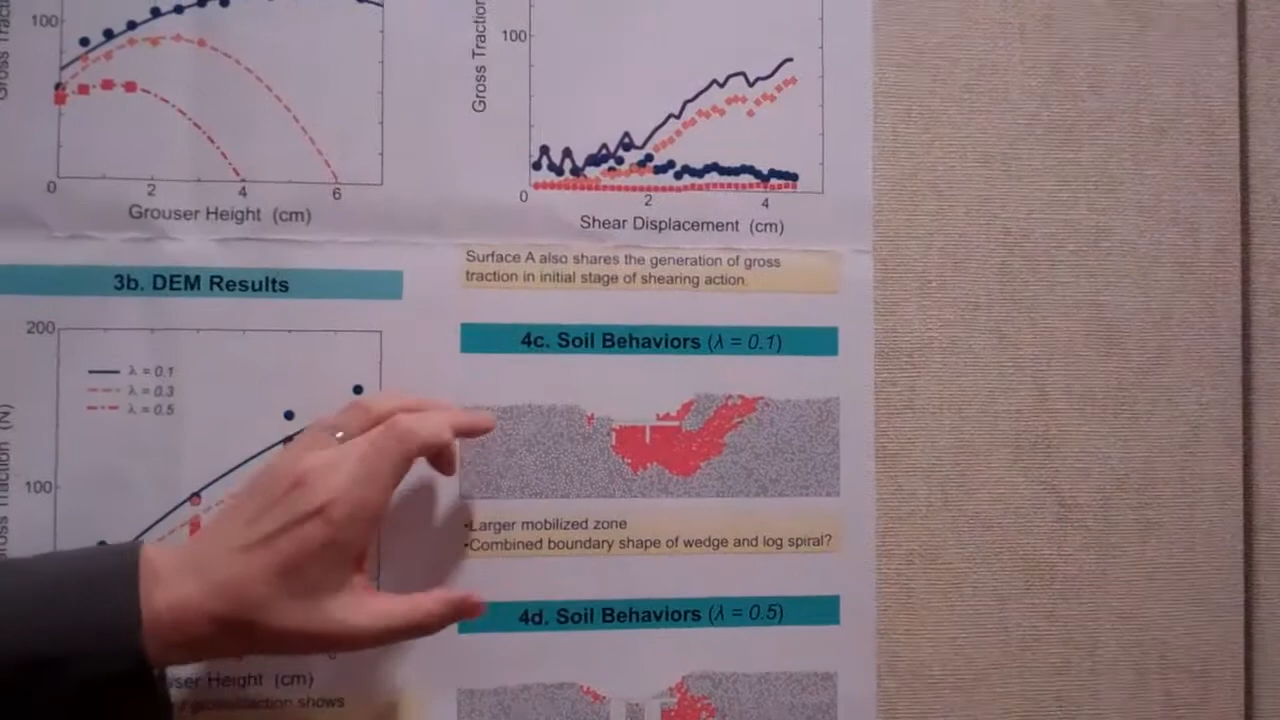 100
Gross Tracti
0
2
4
6
Grouser Height (cm)
100
Gross Traction
0
2
4
Shear Displacement (cm)
3b. DEM Results
200
λ = 0.1
λ = 0.3
λ = 0.5
100
Traction (N)
Height (cm)
shows
Surface A also shares the generation of gross
traction in initial stage of shearing action.
4c. Soil Behaviors (λ = 0.1)
•Larger mobilized zone
•Combined boundary shape of wedge and log spiral?
4d. Soil Behaviors (λ = 0.5)